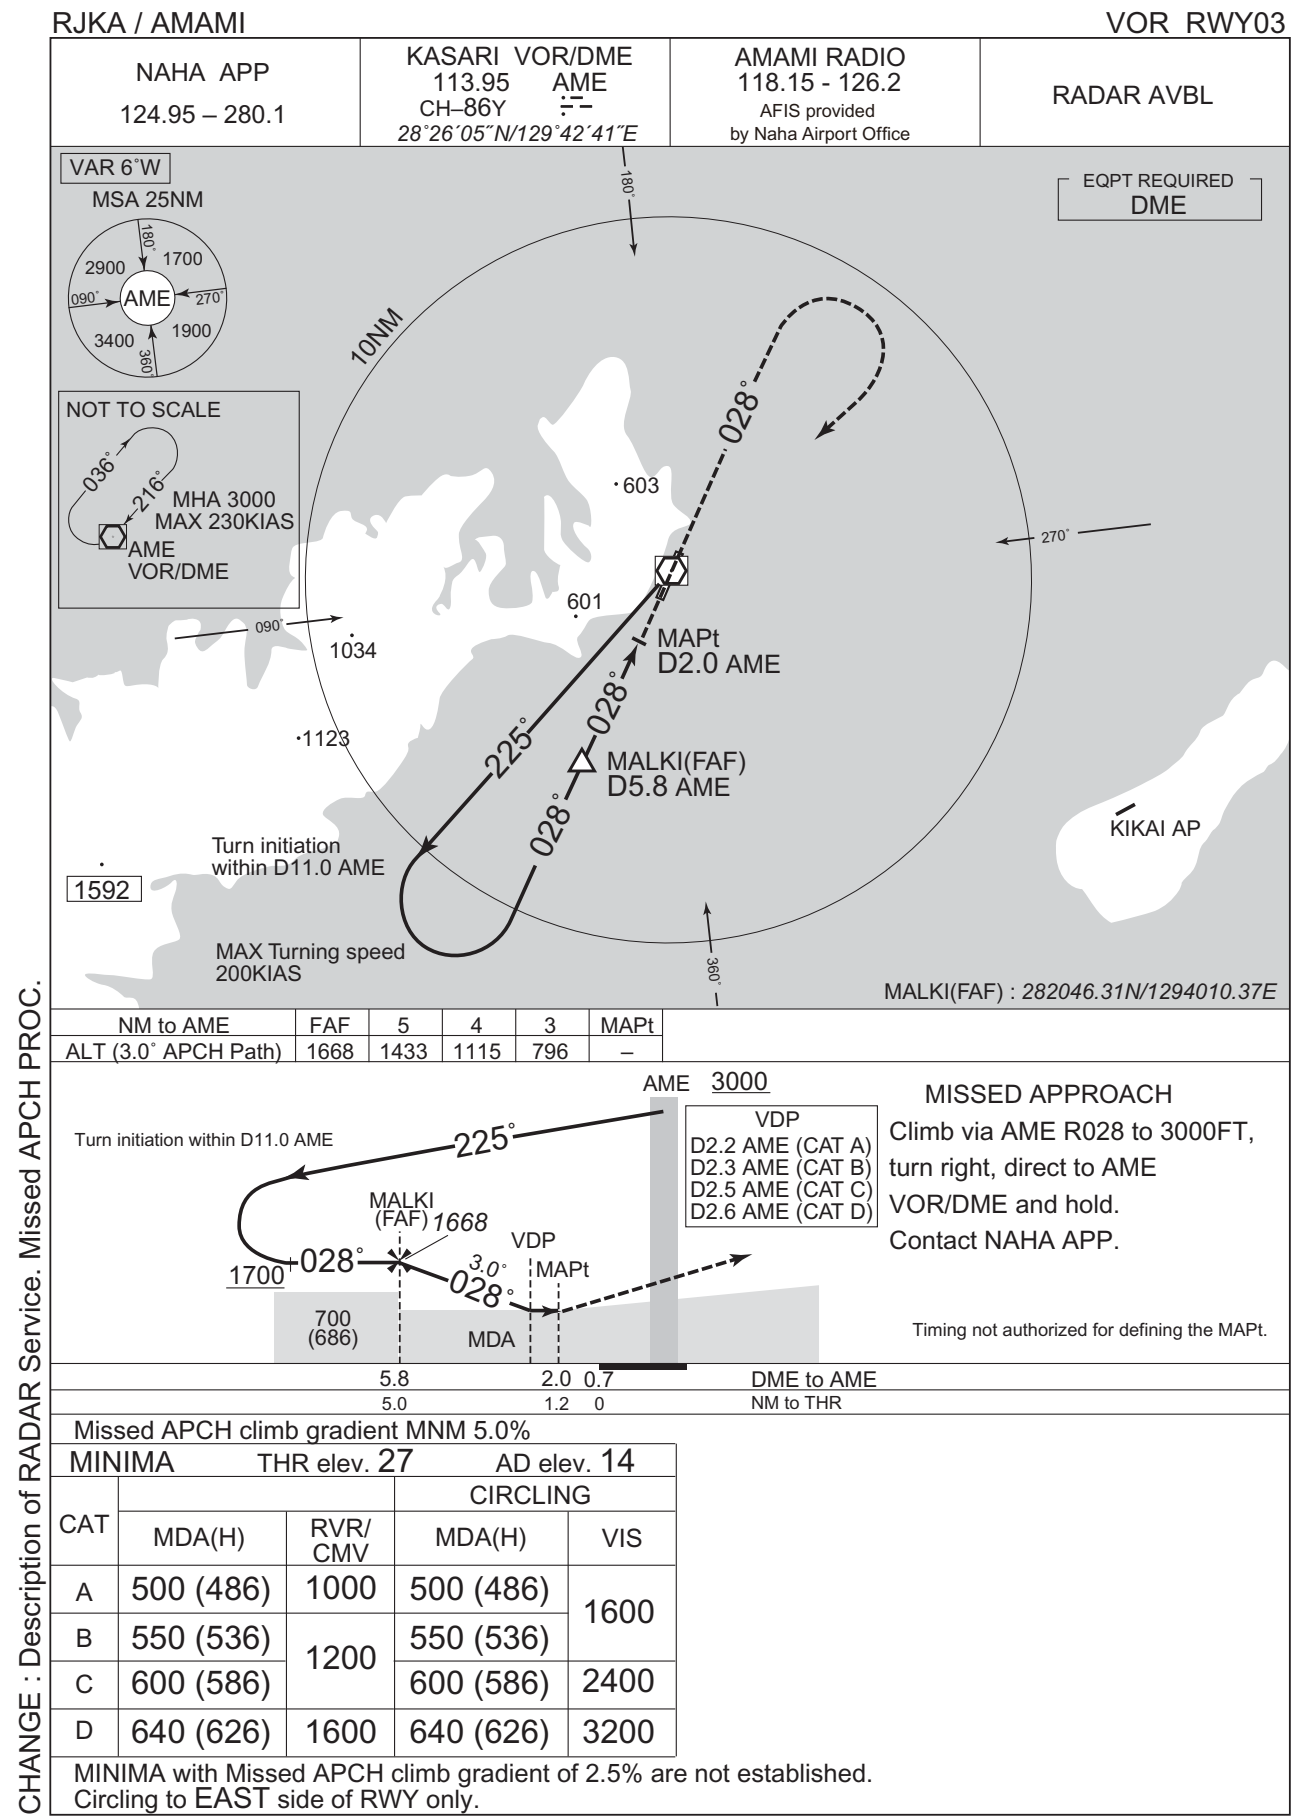 RJKA / AMAMI
VOR RWY03
NAHA APP
124.95 – 280.1
KASARI VOR/DME
113.95 AME
CH–86Y
28˚26´05˝N/129˚42´41˝E
AMAMI RADIO
118.15 - 126.2
AFIS provided
by Naha Airport Office
RADAR AVBL
VAR 6˚W
MSA 25NM
180˚
2900
1700
090˚
AME
270˚
3400
1900
360˚
EQPT REQUIRED
DME
180˚
10NM
028˚
NOT TO SCALE
036˚
216˚
MHA 3000
MAX 230KIAS
AME
VOR/DME
603
270˚
601
090˚
1034
MAPt
D2.0 AME
028˚
225˚
1123
MALKI(FAF)
D5.8 AME
028˚
KIKAI AP
Turn initiation
within D11.0 AME
1592
MAX Turning speed
200KIAS
360˚
MALKI(FAF) : 282046.31N/1294010.37E
NM to AME FAF 5 4 3 MAPt
ALT (3.0˚ APCH Path) 1668 1433 1115 796 –
AME 3000
MISSED APPROACH
Climb via AME R028 to 3000FT,
turn right, direct to AME
VOR/DME and hold.
Contact NAHA APP.
VDP
D2.2 AME (CAT A)
D2.3 AME (CAT B)
D2.5 AME (CAT C)
D2.6 AME (CAT D)
Turn initiation within D11.0 AME
225˚
MALKI
(FAF) 1668
VDP
MAPt
1700
028˚
3.0˚
028˚
700
(686)
MDA
Timing not authorized for defining the MAPt.
5.8 2.0 0.7 DME to AME
5.0 1.2 0 NM to THR
Missed APCH climb gradient MNM 5.0%
MINIMA THR elev. 27 AD elev. 14
CIRCLING
CAT MDA(H) RVR/
CMV MDA(H) VIS
A 500 (486) 1000 500 (486) 1600
B 550 (536) 1200 550 (536)
C 600 (586) 600 (586) 2400
D 640 (626) 1600 640 (626) 3200
MINIMA with Missed APCH climb gradient of 2.5% are not established.
Circling to EAST side of RWY only.
CHANGE : Description of RADAR Service. Missed APCH PROC.